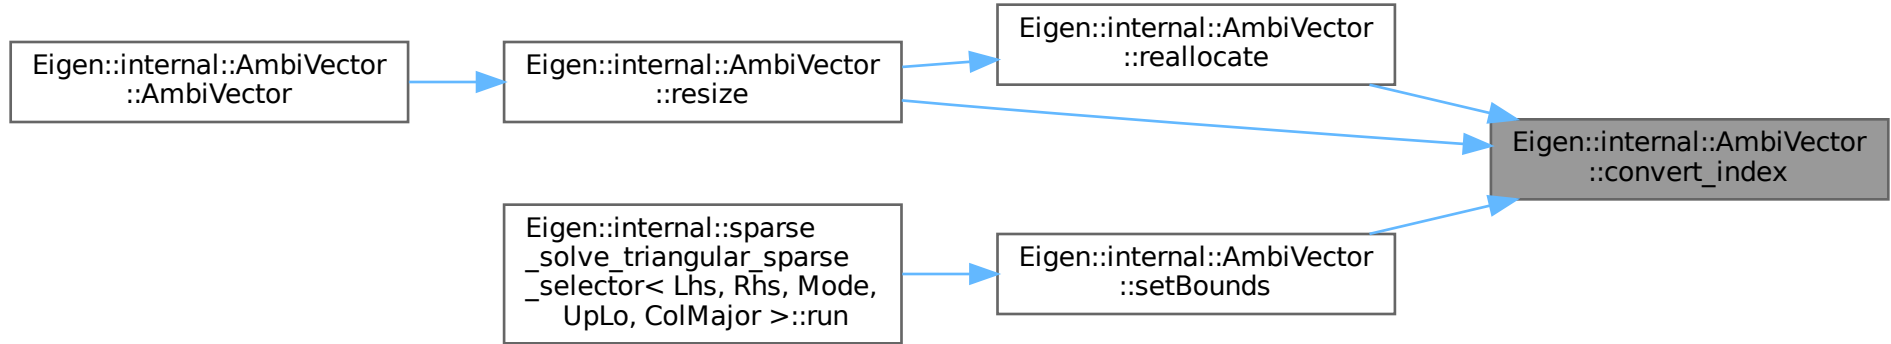 Eigen::internal::AmbiVector
::AmbiVector
Eigen::internal::AmbiVector
::resize
Eigen::internal::AmbiVector
::reallocate
Eigen::internal::AmbiVector
::convert_index
Eigen::internal::sparse
_solve_triangular_sparse
_selector< Lhs, Rhs, Mode,
UpLo, ColMajor >::run
Eigen::internal::AmbiVector
::setBounds